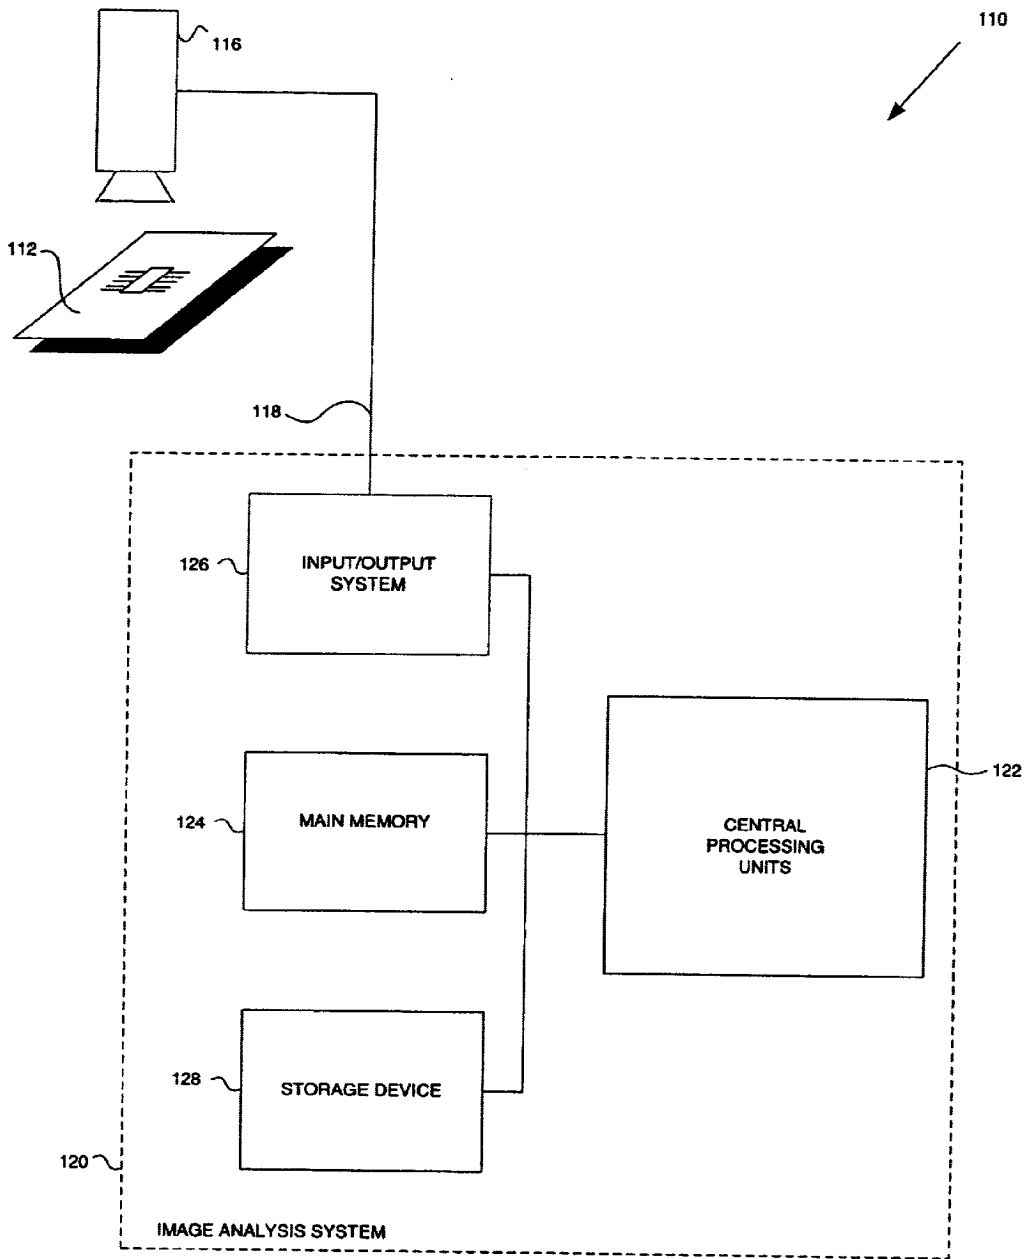 116
110
112
118
126
INPUT/OUTPUT
SYSTEM
122
124
MAIN MEMORY
CENTRAL
PROCESSING
UNITS
128
STORAGE DEVICE
120
IMAGE ANALYSIS SYSTEM